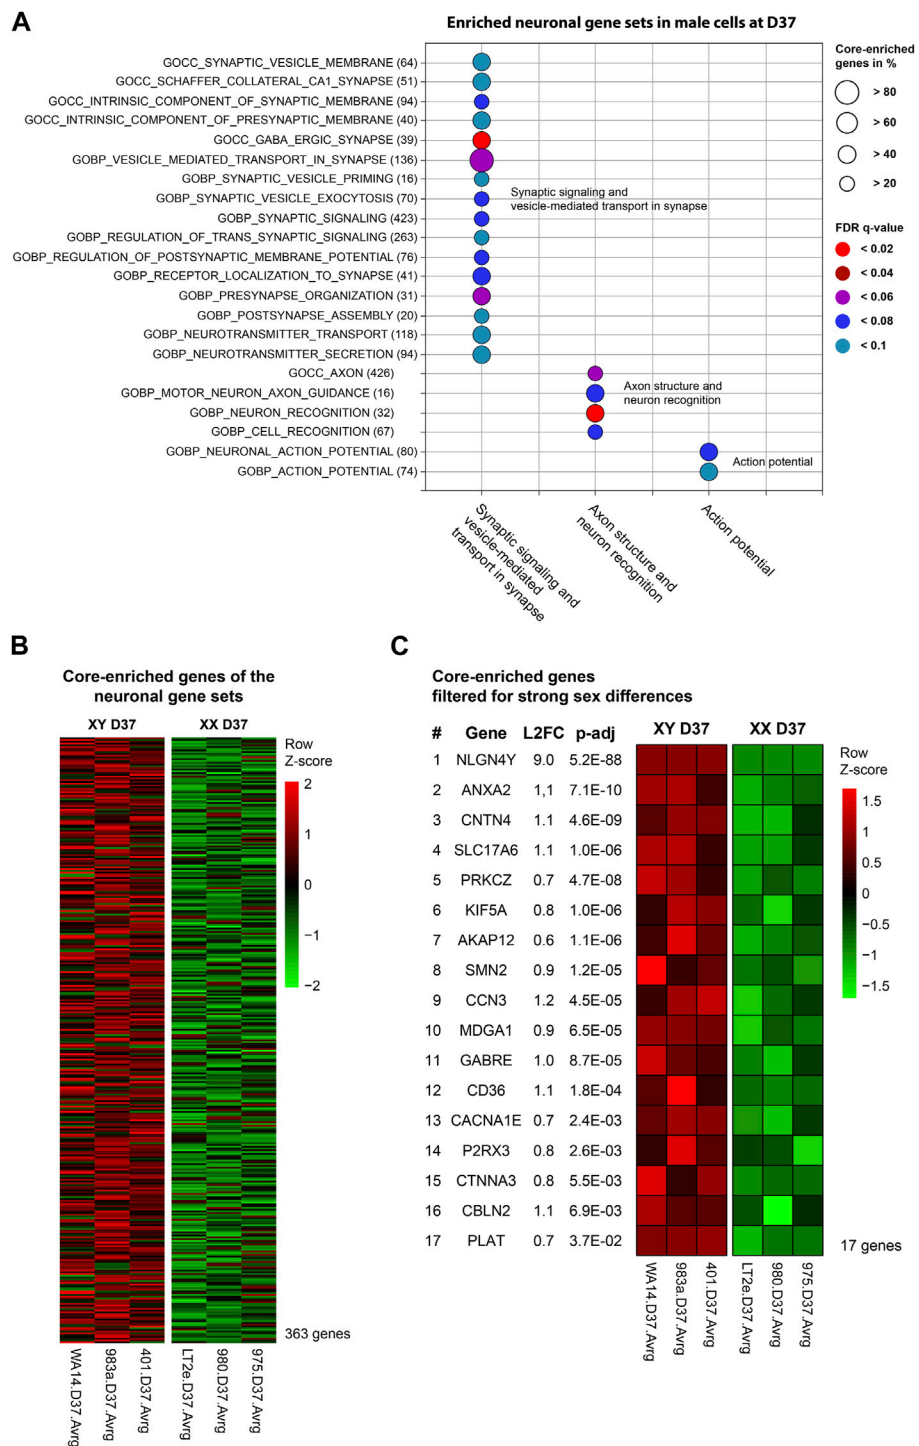 A
Enriched neuronal gene sets in male cells at D37
GOCC_SYNAPTIC_VESICLE_MEMBRANE (64)
GOCC_SCHAFFER_COLLATERAL_CA1_SYNAPSE (51)
GOCC_INTRINSIC_COMPONENT_OF_SYNAPTIC_MEMBRANE (94)
GOCC_INTRINSIC_COMPONENT_OF_PRESYNAPTIC_MEMBRANE (40)
GOCC_GABA_ERGIC_SYNAPSE (39)
GOBP_VESICLE_MEDIATED_TRANSPORT_IN_SYNAPSE (136)
GOBP_SYNAPTIC_VESICLE_PRIMING (16)
GOBP_SYNAPTIC_VESICLE_EXOCYTOSIS (70)
GOBP_SYNAPTIC_SIGNALING (423)
GOBP_REGULATION_OF_TRANS_SYNAPTIC_SIGNALING (263)
GOBP_REGULATION_OF_POSTSYNAPTIC_MEMBRANE_POTENTIAL (76)
GOBP_RECEPTOR_LOCALIZATION_TO_SYNAPSE (41)
GOBP_PRESYNAPSE_ORGANIZATION (31)
GOBP_POSTSYNAPSE_ASSEMBLY (20)
GOBP_NEUROTRANSMITTER_TRANSPORT (118)
GOBP_NEUROTRANSMITTER_SECRETION (94)
GOCC_AXON (426)
GOBP_MOTOR_NEURON_AXON_GUIDANCE (16)
GOBP_NEURON_RECOGNITION (32)
GOBP_CELL_RECOGNITION (67)
GOBP_NEURONAL_ACTION_POTENTIAL (80)
GOBP_ACTION_POTENTIAL (74)
Synaptic signaling and
vesicle-mediated transport in synapse
Axon structure and
neuron recognition
Action potential
Synaptic signaling and
vesicle-mediated
transport in synapse
Axon structure and
neuron recognition
Action potential
Core-enriched
genes in %
> 80
> 60
> 40
> 20
FDR q-value
< 0.02
< 0.04
< 0.06
< 0.08
< 0.1
B
Core-enriched genes of the
neuronal gene sets
XY D37 XX D37
Row
Z-score
2
1
0
−1
−2
363 genes
WA14.D37.Avrg
983a.D37.Avrg
401.D37.Avrg
LT2e.D37.Avrg
980.D37.Avrg
975.D37.Avrg
C
Core-enriched genes
filtered for strong sex differences
# Gene L2FC p-adj XY D37 XX D37
1 NLGN4Y 9.0 5.2E-88
2 ANXA2 1,1 7.1E-10
3 CNTN4 1.1 4.6E-09
4 SLC17A6 1.1 1.0E-06
5 PRKCZ 0.7 4.7E-08
6 KIF5A 0.8 1.0E-06
7 AKAP12 0.6 1.1E-06
8 SMN2 0.9 1.2E-05
9 CCN3 1.2 4.5E-05
10 MDGA1 0.9 6.5E-05
11 GABRE 1.0 8.7E-05
12 CD36 1.1 1.8E-04
13 CACNA1E 0.7 2.4E-03
14 P2RX3 0.8 2.6E-03
15 CTNNA3 0.8 5.5E-03
16 CBLN2 1.1 6.9E-03
17 PLAT 0.7 3.7E-02
Row
Z-score
1.5
1
0.5
0
−0.5
−1
−1.5
17 genes
WA14.D37.Avrg
983a.D37.Avrg
401.D37.Avrg
LT2e.D37.Avrg
980.D37.Avrg
975.D37.Avrg